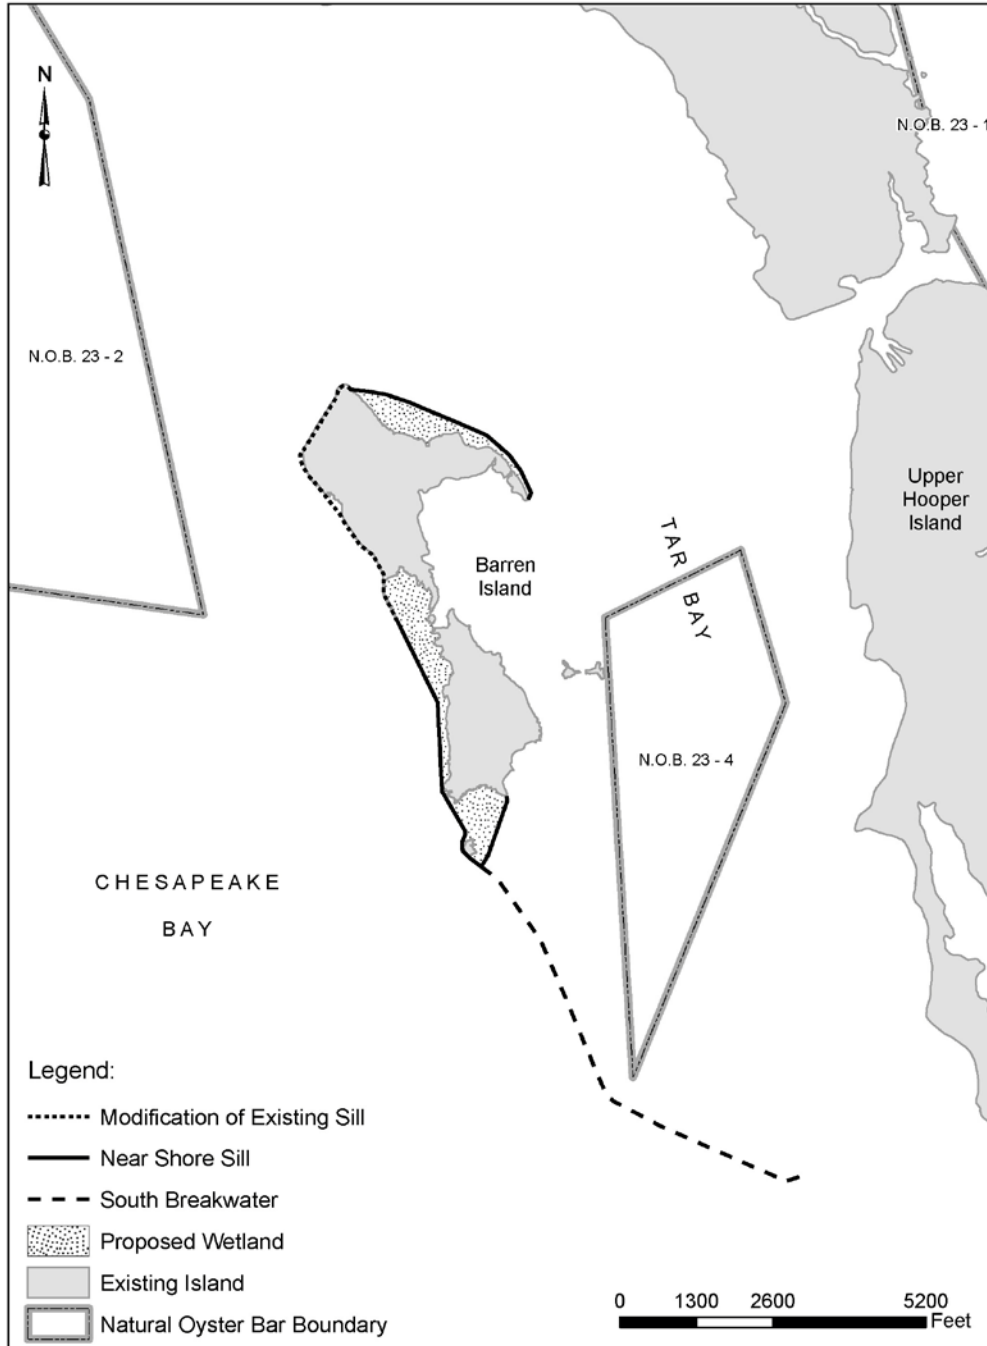 N
N.O.B. 23 - 1
N.O.B. 23 - 2
Upper
Hooper
Island
TAR BAY
Barren
Island
N.O.B. 23 - 4
CHESAPEAKE
BAY
Legend:
Modification of Existing Sill
Near Shore Sill
South Breakwater
Proposed Wetland
Existing Island
Natural Oyster Bar Boundary
0 1300 2600 5200
Feet